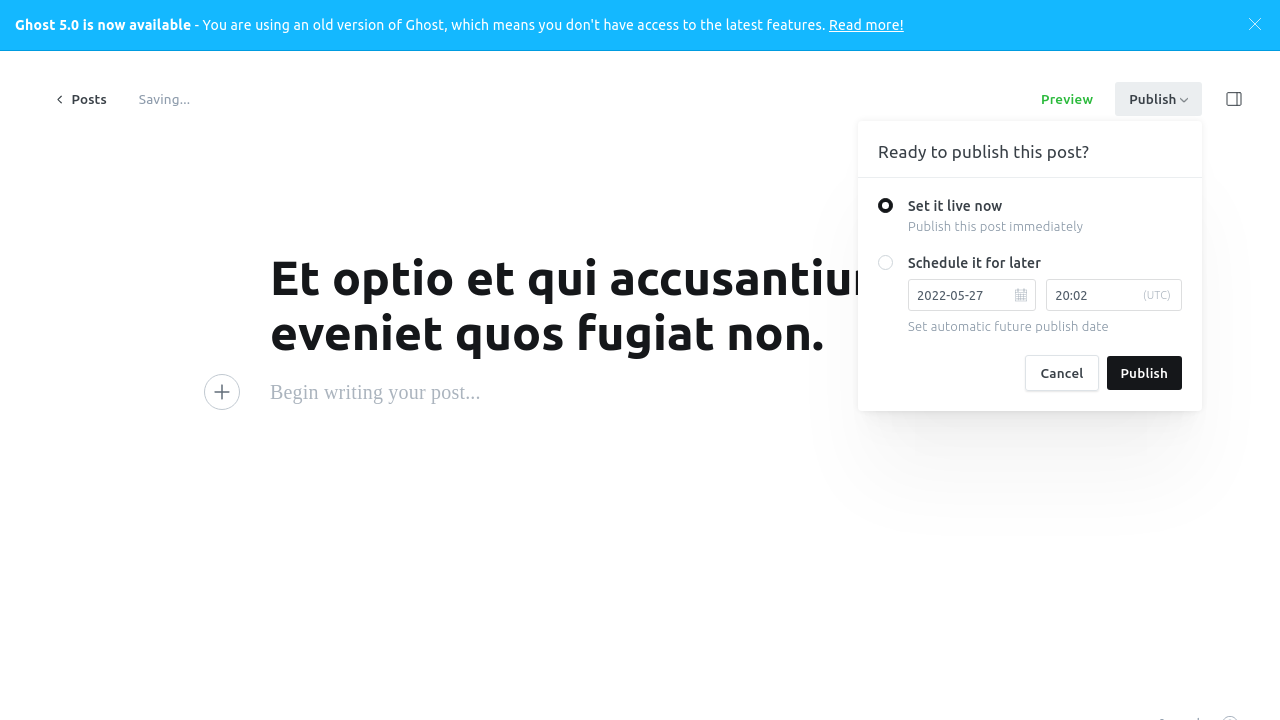 Ghost 5.0 is now available - You are using an old version of Ghost, which means you don't have access to the latest features. Read more!
Posts
Saving...
Preview
Publish
Ready to publish this post?
Set it live now
Publish this post immediately
Schedule it for later
2022-05-27
20:02
(UTC)
Set automatic future publish date
Cancel
Publish
Et optio et qui
eveniet quos fugiat non.
Begin writing your post...